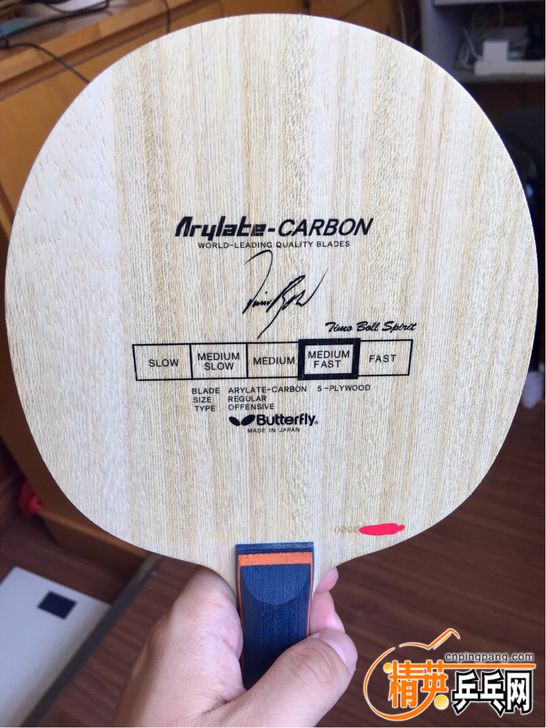 Arylate-CARBON
WORLD-LEADING QUALITY BLADES
Timo Boll Spirit
SLOW MEDIUM SLOW MEDIUM MEDIUM FAST FAST
BLADE ARYLATE-CARBON 5-PLYWOOD
SIZE REGULAR
TYPE OFFENSIVE
Butterfly
MADE IN JAPAN
cnpingpang.com
精英乒乓网